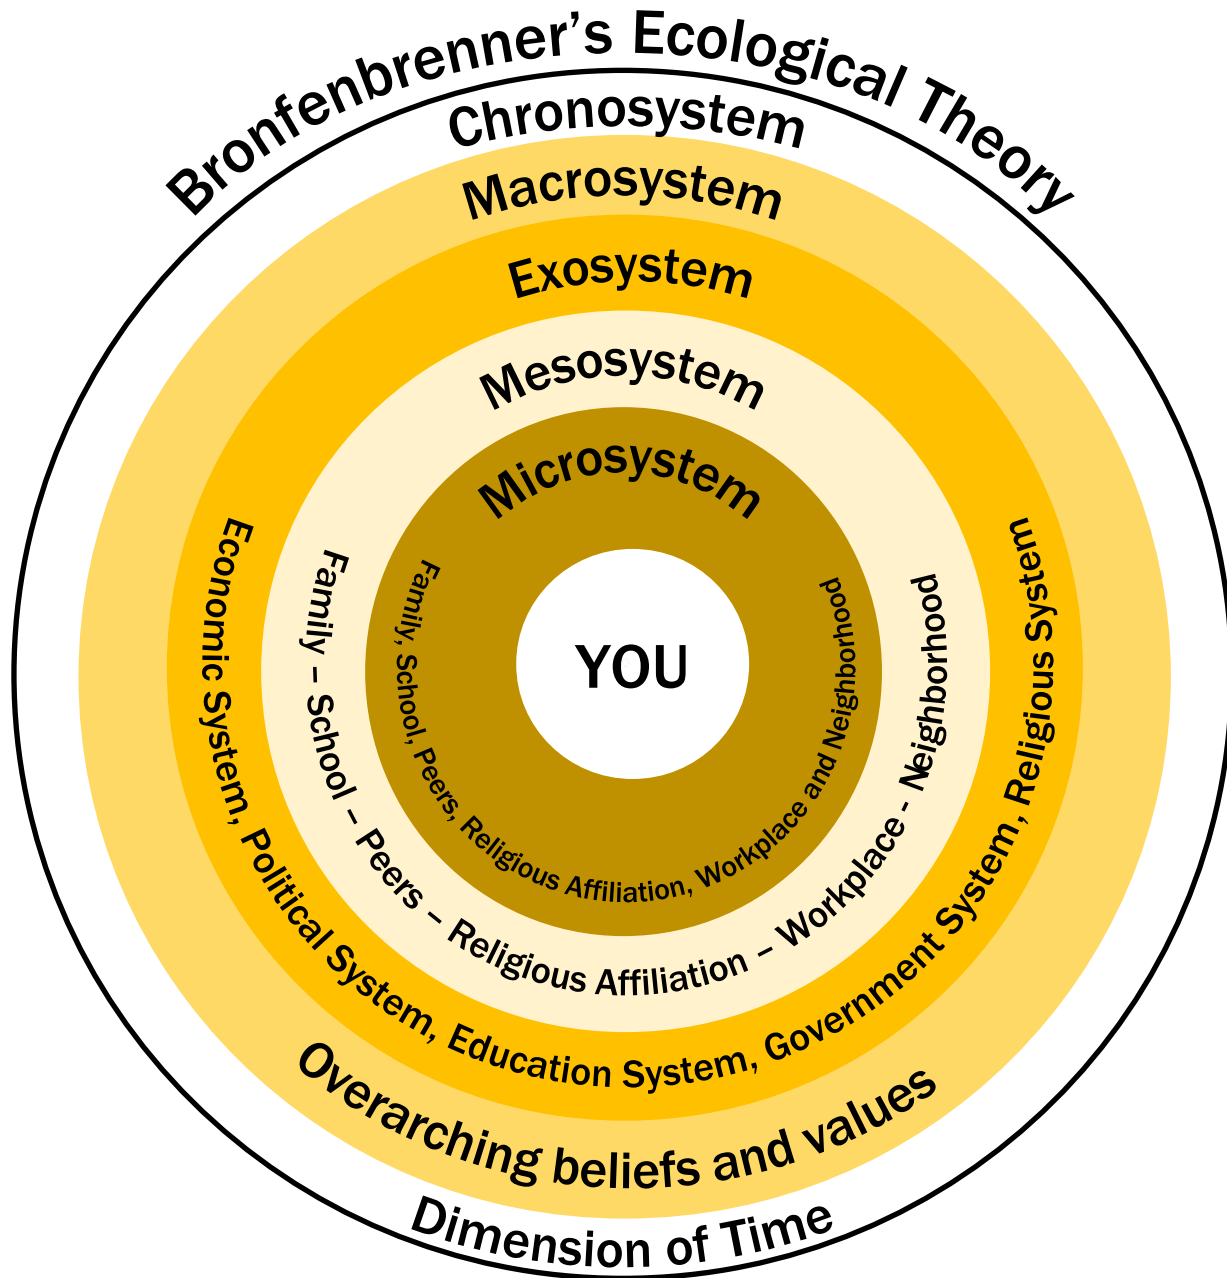 Bronfenbrenner’s Ecological Theory
Chronosystem
Macrosystem
Exosystem
Mesosystem
Microsystem
YOU
Family, School, Peers, Religious Affiliation, Workplace and Neighborhood
Family – School – Peers – Religious Affiliation – Workplace - Neighborhood
Economic System, Political System, Education System, Government System, Religious System
Overarching beliefs and values
Dimension of Time